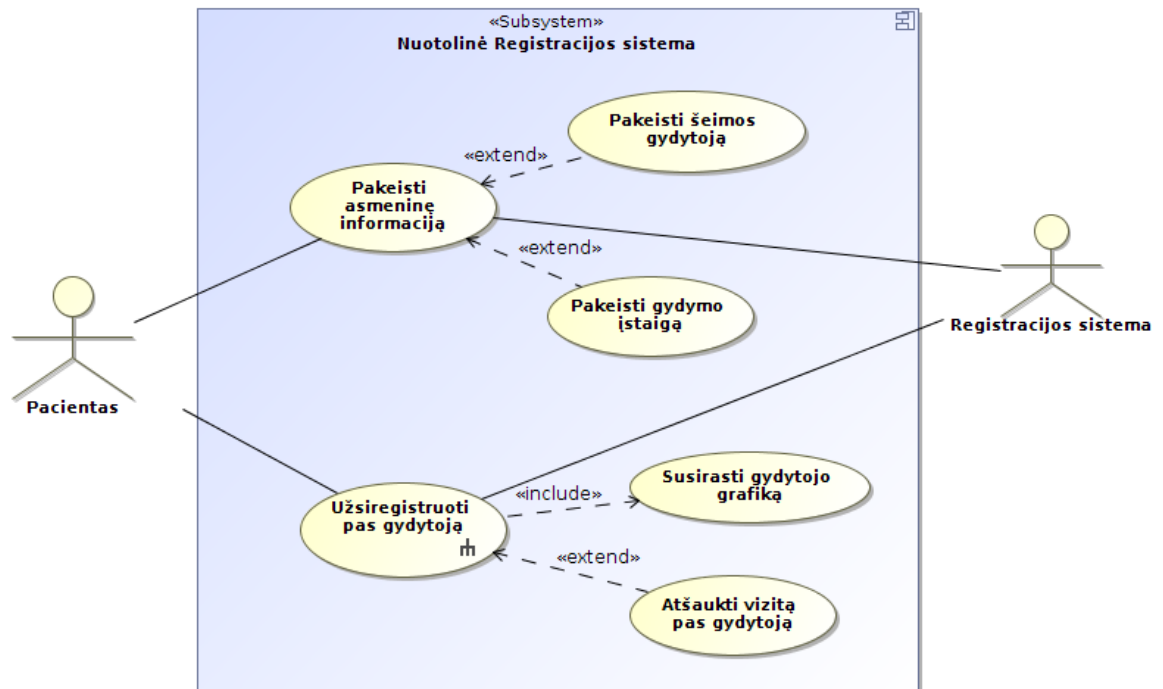 «Subsystem»
Nuotolinė Registracijos sistema
Pakeisti šeimos
gydytoją
«extend»
Pakeisti
asmeninę
informaciją
«extend»
Pakeisti gydymo
įstaigą
Registracijos sistema
Pacientas
Susirasti gydytojo
grafiką
«include»
Užsiregistruoti
pas gydytoją
«extend»
Atšaukti vizitą
pas gydytoją